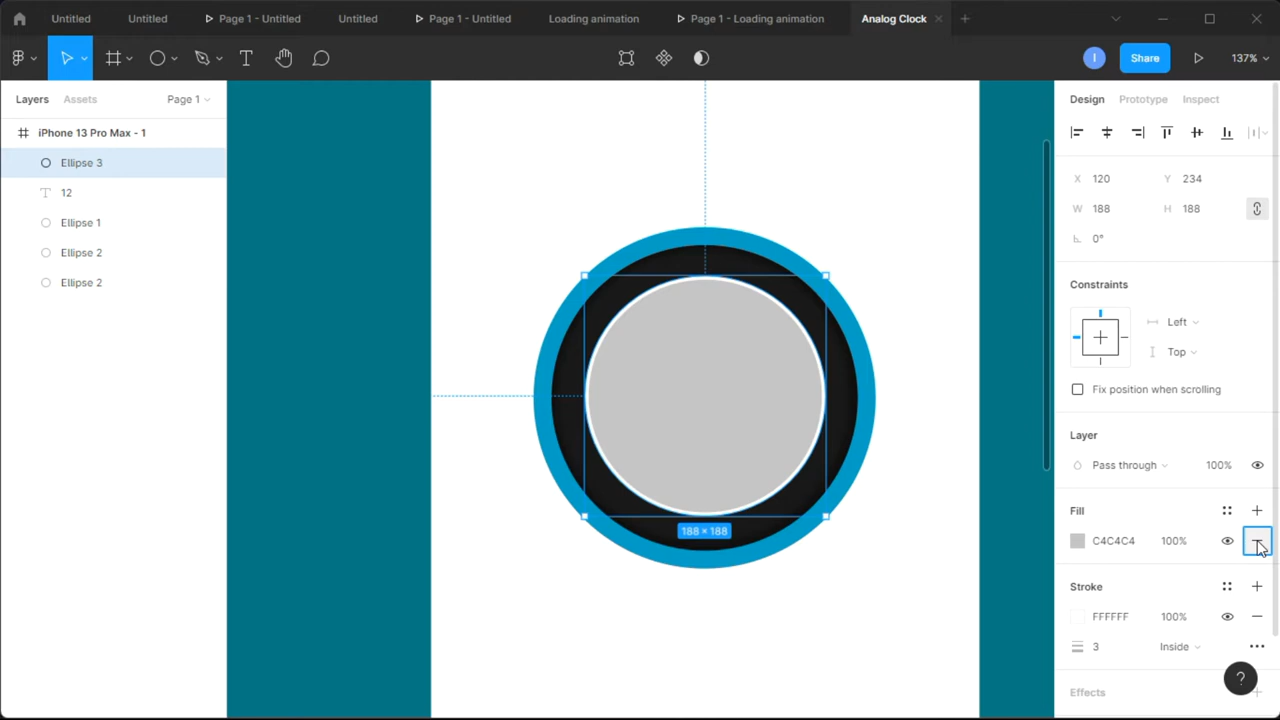 Untitled Untitled Page 1 - Untitled Untitled Page 1 - Untitled Loading animation Page 1 - Loading animation Analog Clock
I Share 137%
Layers Assets Page 1
Design Prototype Inspect
iPhone 13 Pro Max - 1
Ellipse 3
12
Ellipse 1
Ellipse 2
Ellipse 2
188 × 188
X 120 Y 234
W 188 H 188
0°
Constraints
Left
Top
Fix position when scrolling
Layer
Pass through 100%
Fill
C4C4C4 100%
Stroke
FFFFFF 100%
3 Inside
Effects
?